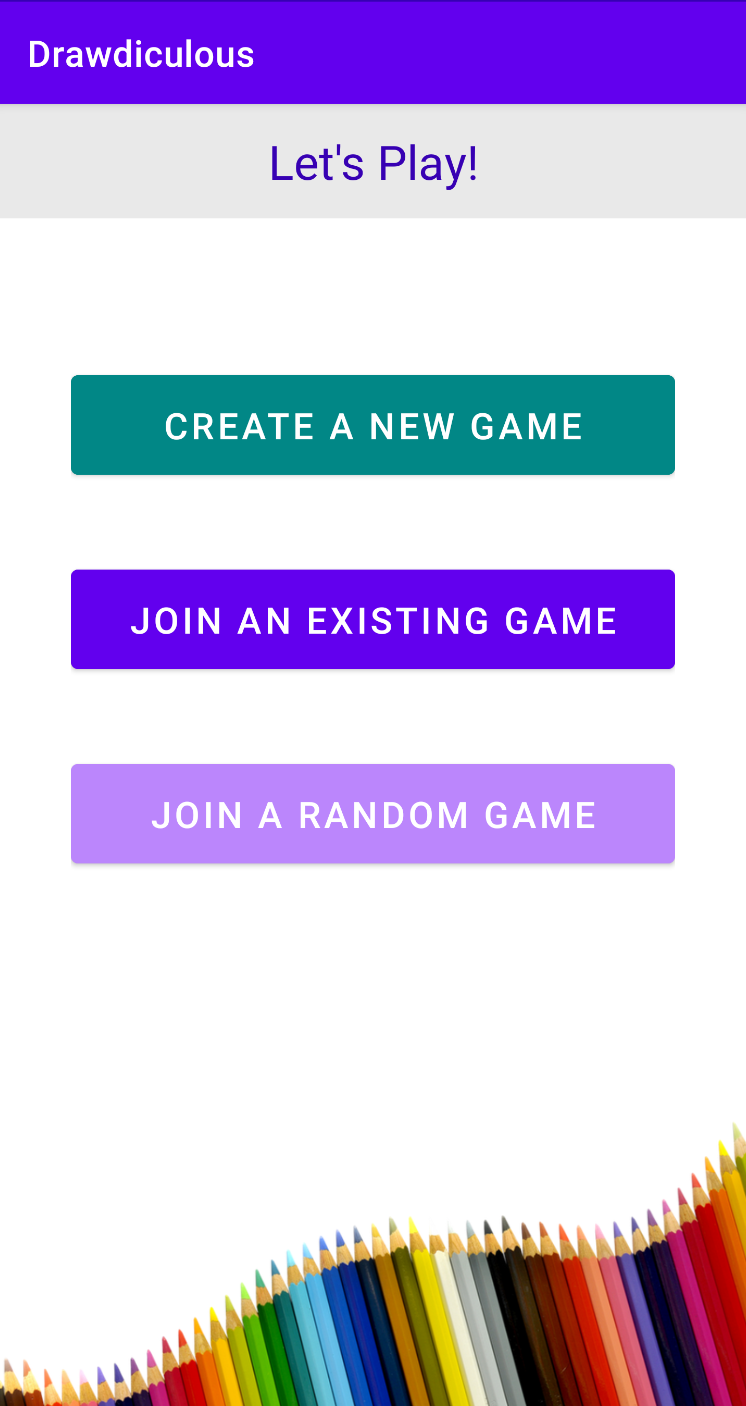 Drawdiculous
Let's Play!
CREATE A NEW GAME
JOIN AN EXISTING GAME
JOIN A RANDOM GAME